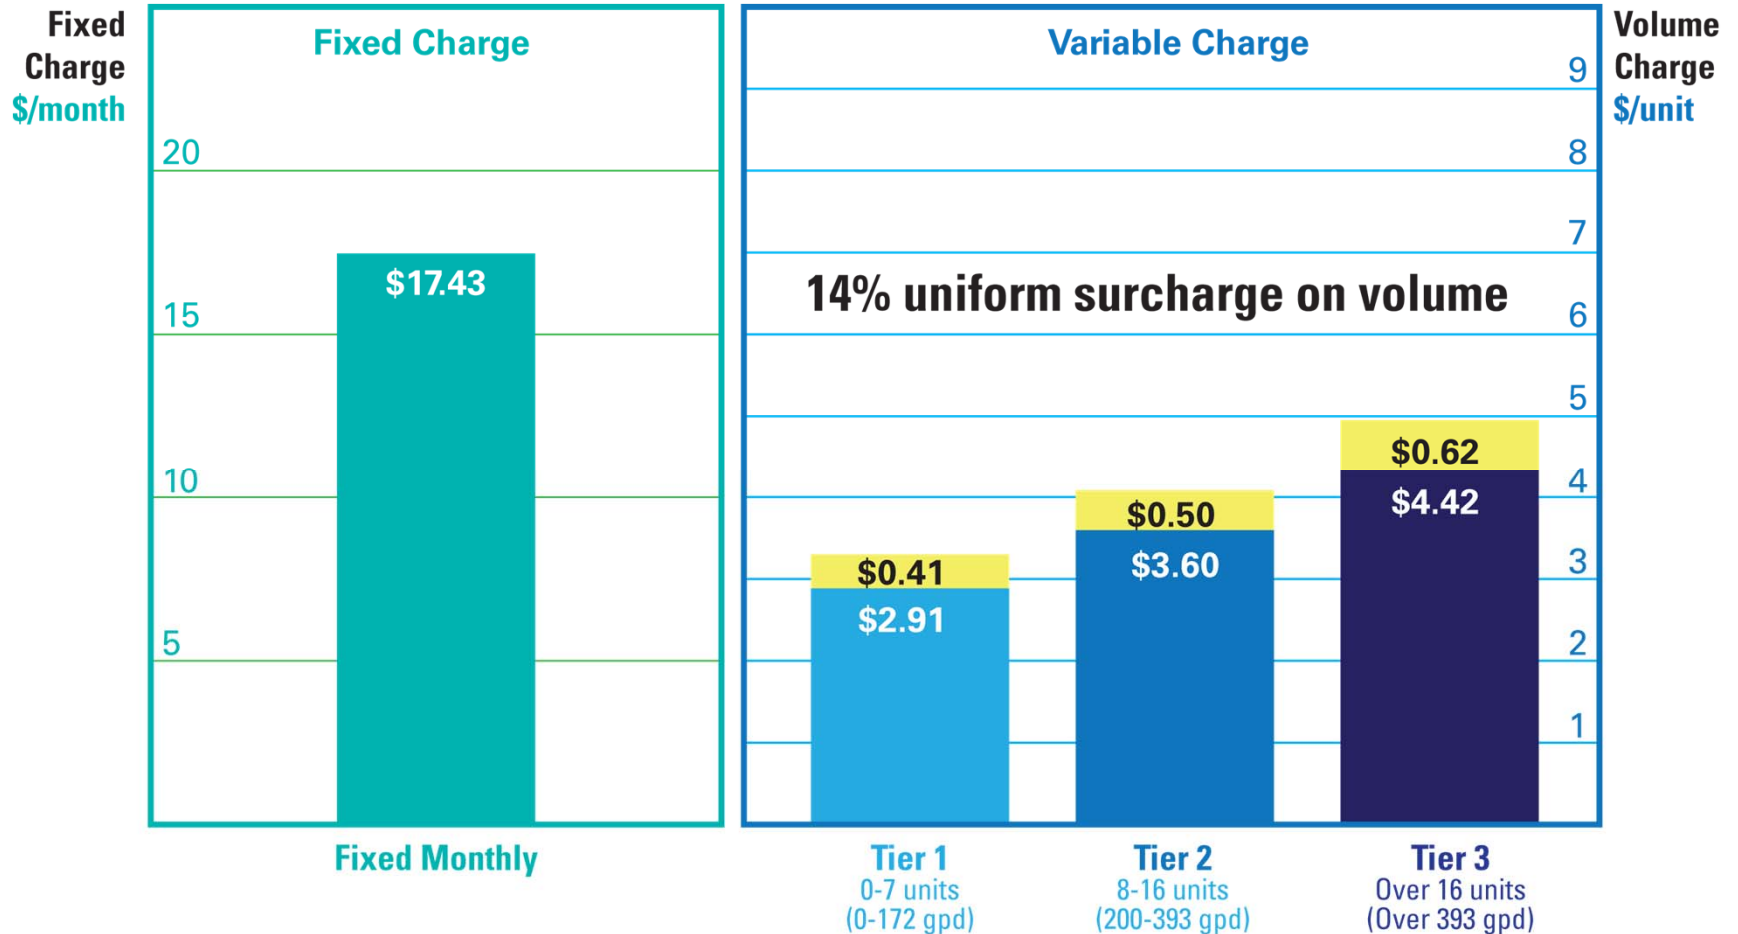 Fixed
Charge
$/month
Fixed Charge
20
15
10
5
$17.43
Fixed Monthly
Variable Charge
14% uniform surcharge on volume
$0.41
$2.91
$0.50
$3.60
$0.62
$4.42
9
8
7
6
5
4
3
2
1
Volume
Charge
$/unit
Tier 1
0-7 units
(0-172 gpd)
Tier 2
8-16 units
(200-393 gpd)
Tier 3
Over 16 units
(Over 393 gpd)